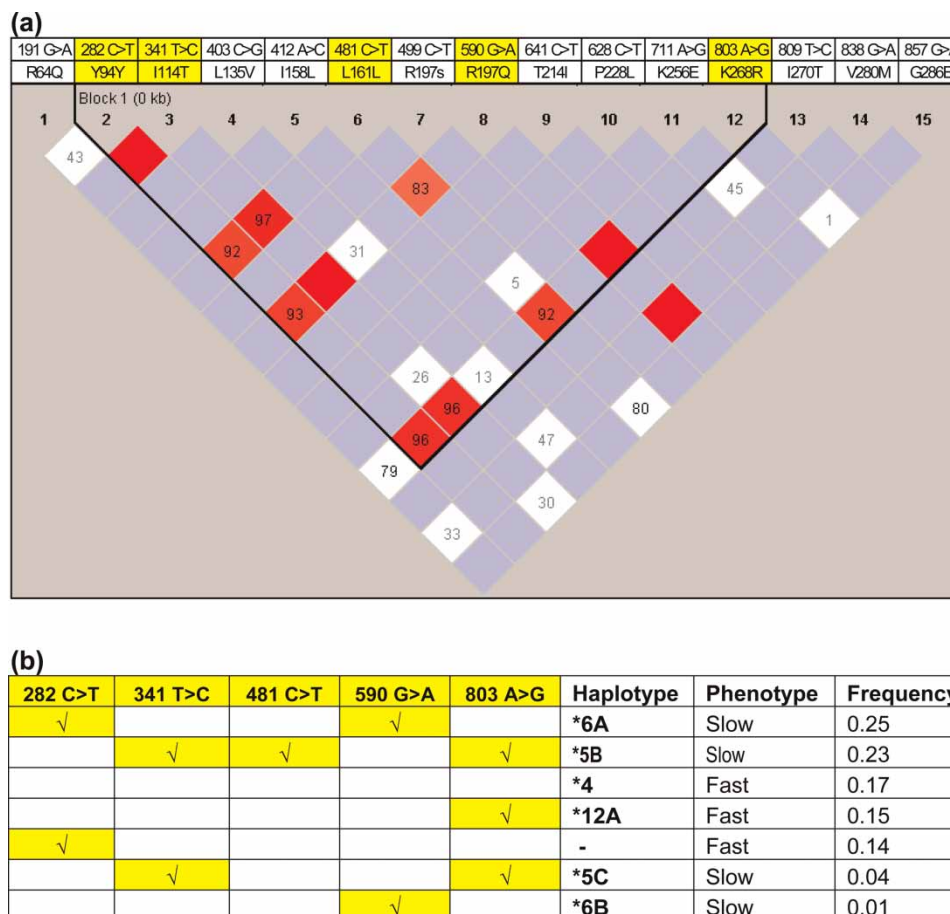 (a)
191 G>A 282 C>T 341 T>C 403 C>G 412 A>C 481 C>T 499 C>T 590 G>A 641 C>T 628 C>T 711 A>G 803 A>G 809 T>C 838 G>A 857 G>A
R64Q Y94Y I114T L135V I158L L161L R197s R197Q T214I P228L K256E K268R I270T V280M G286E
Block 1 (0 kb)
1 2 3 4 5 6 7 8 9 10 11 12 13 14 15
43
83 45
97 1
92 31
5
93 92
26 13
96 80
96 47
79
30
33
(b)
282 C>T 341 T>C 481 C>T 590 G>A 803 A>G Haplotype Phenotype Frequency
√ √ *6A Slow 0.25
√ √ √ *5B Slow 0.23
*4 Fast 0.17
√ *12A Fast 0.15
√ - Fast 0.14
√ √ *5C Slow 0.04
√ *6B Slow 0.01